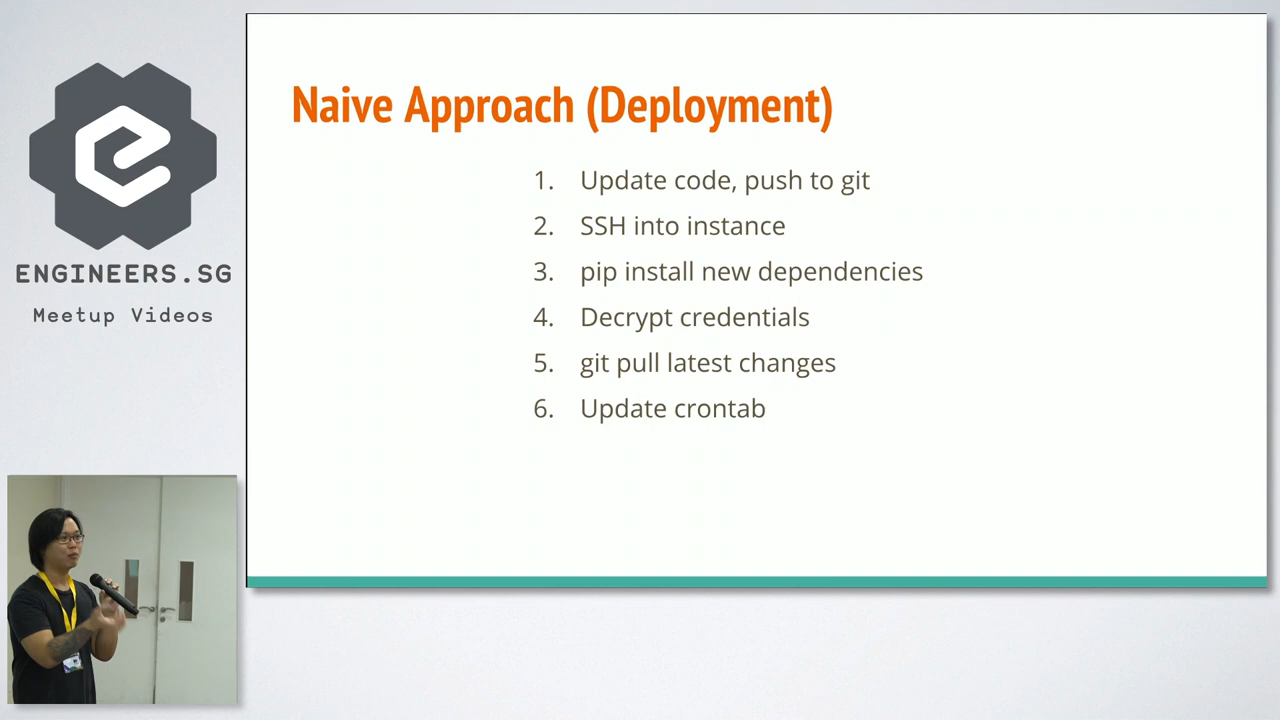 ENGINEERS.SG
Meetup Videos
Naive Approach (Deployment)
1. Update code, push to git
2. SSH into instance
3. pip install new dependencies
4. Decrypt credentials
5. git pull latest changes
6. Update crontab